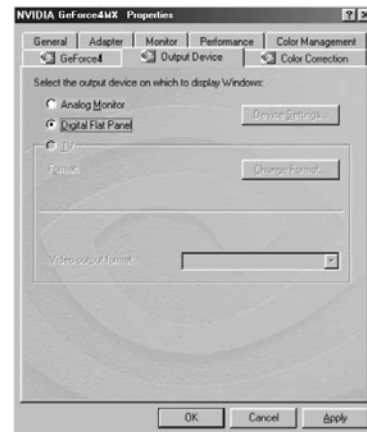 NVIDIA GeForce4MX Properties
General Adapter Monitor Performance Color Management
GeForce4 Output Device Color Correction
Select the output device on which to display Windows:
Analog Monitor
Device Settings...
Digital Flat Panel
TV
Format:
Change Format...
Video output format:
OK Cancel Apply